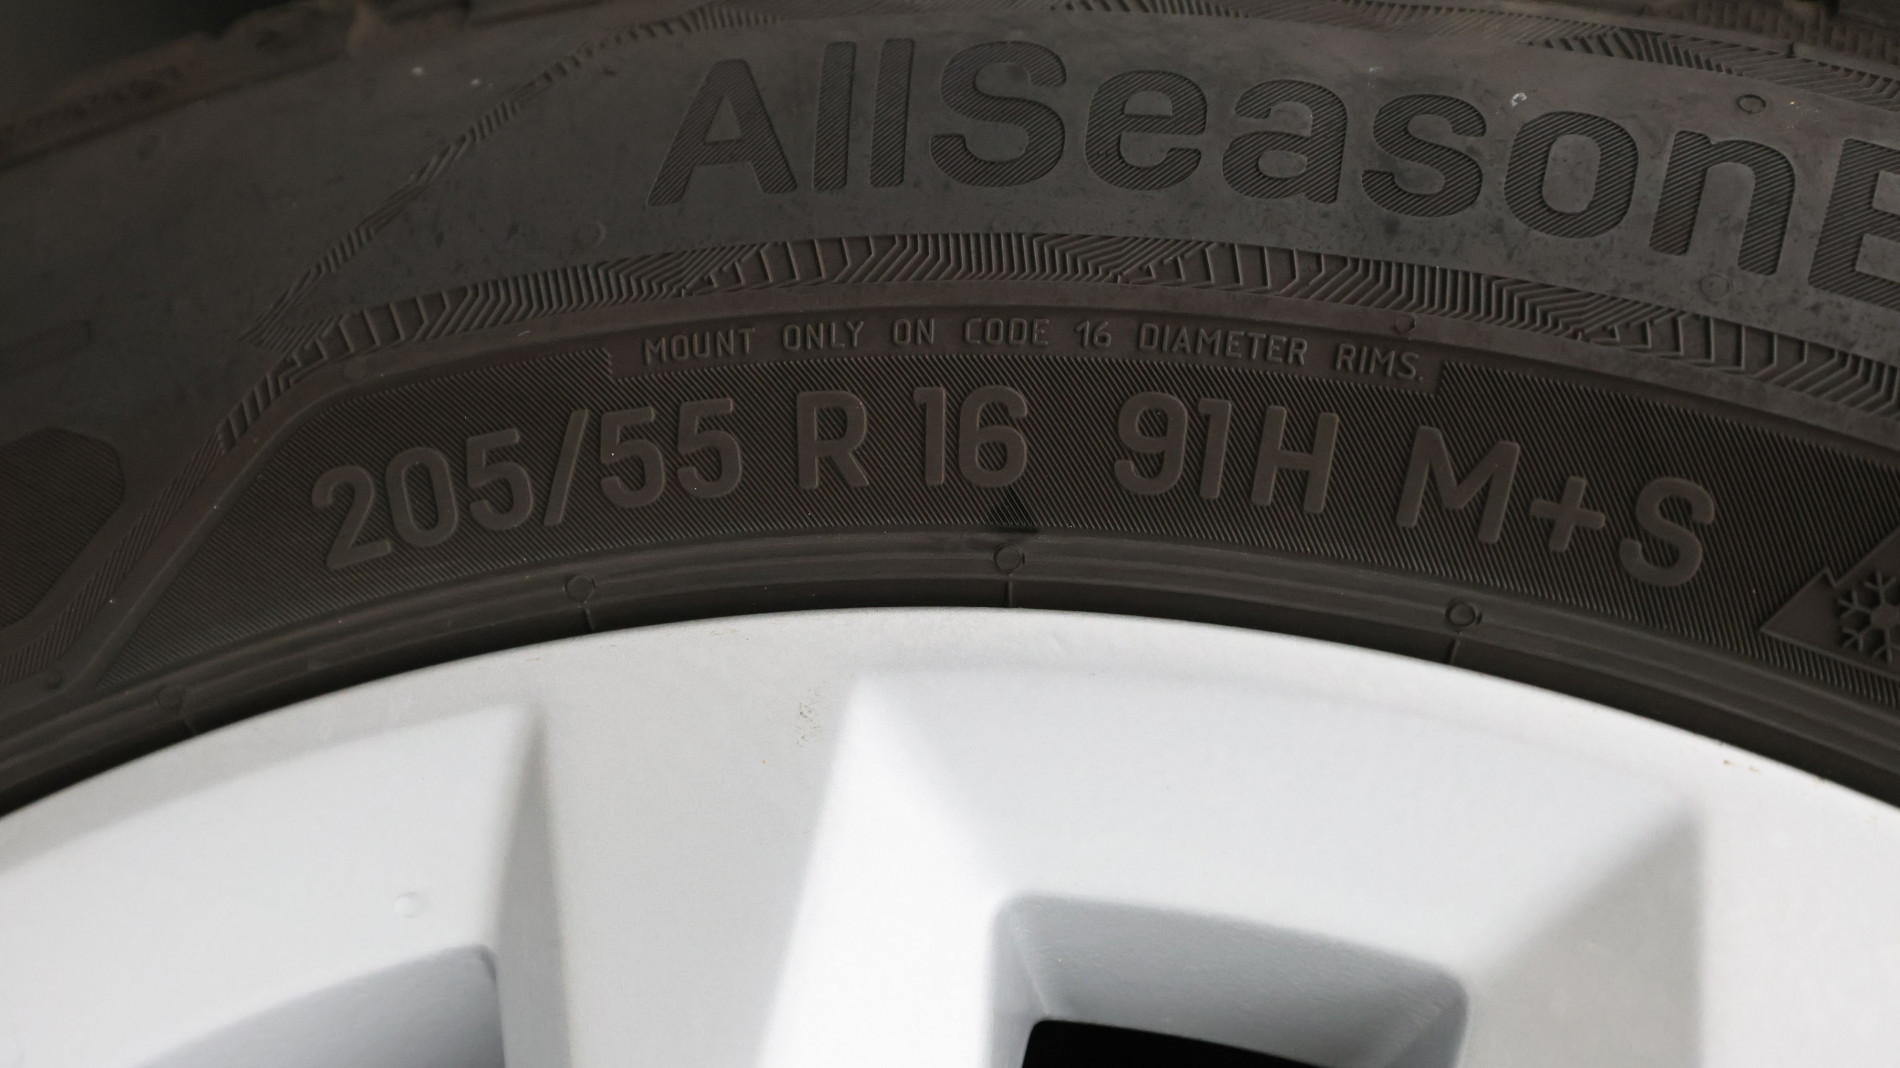 AllSeason
MOUNT ONLY ON CODE 16 DIAMETER RIMS.
205/55 R 16 91H M+S